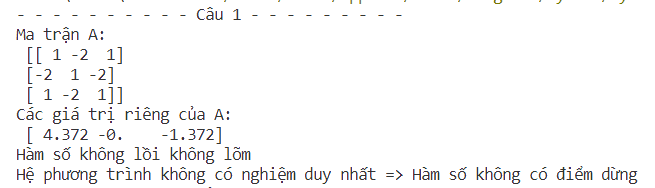 - - - - - - - - - - Câu 1 - - - - - - - - -
Ma trận A:
[[ 1 -2 1]
[-2 1 -2]
[ 1 -2 1]]
Các giá trị riêng của A:
[ 4.372 -0. -1.372]
Hàm số không lồi không lõm
Hệ phương trình không có nghiệm duy nhất => Hàm số không có điểm dừng